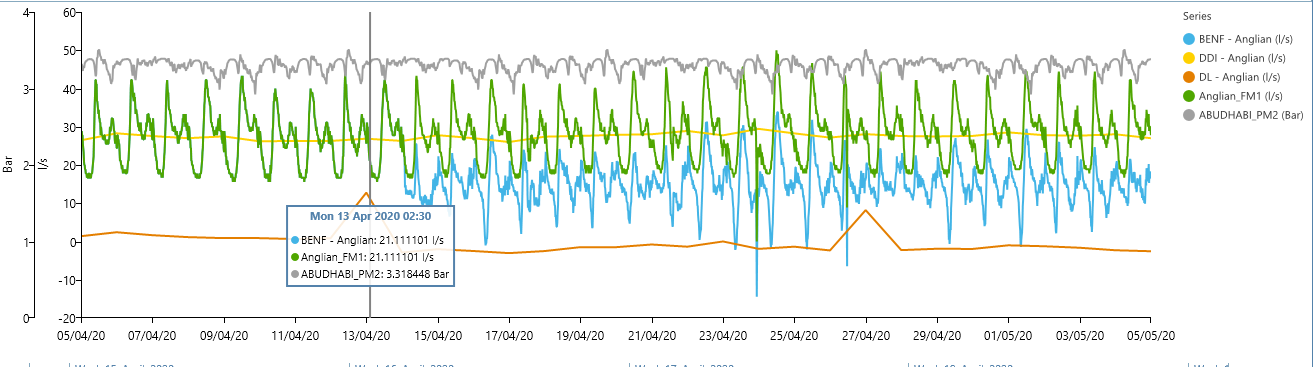 Series
BENF - Anglian (l/s)
DDI - Anglian (l/s)
DL - Anglian (l/s)
Anglian_FM1 (l/s)
ABUDHABI_PM2 (Bar)
4
3
2
1
0
Bar
60
50
40
30
20
10
0
-10
-20
l/s
Mon 13 Apr 2020 02:30
BENF - Anglian: 21.111101 l/s
Anglian_FM1: 21.111101 l/s
ABUDHABI_PM2: 3.318448 Bar
05/04/20 07/04/20 09/04/20 11/04/20 13/04/20 15/04/20 17/04/20 19/04/20 21/04/20 23/04/20 25/04/20 27/04/20 29/04/20 01/05/20 03/05/20 05/05/20